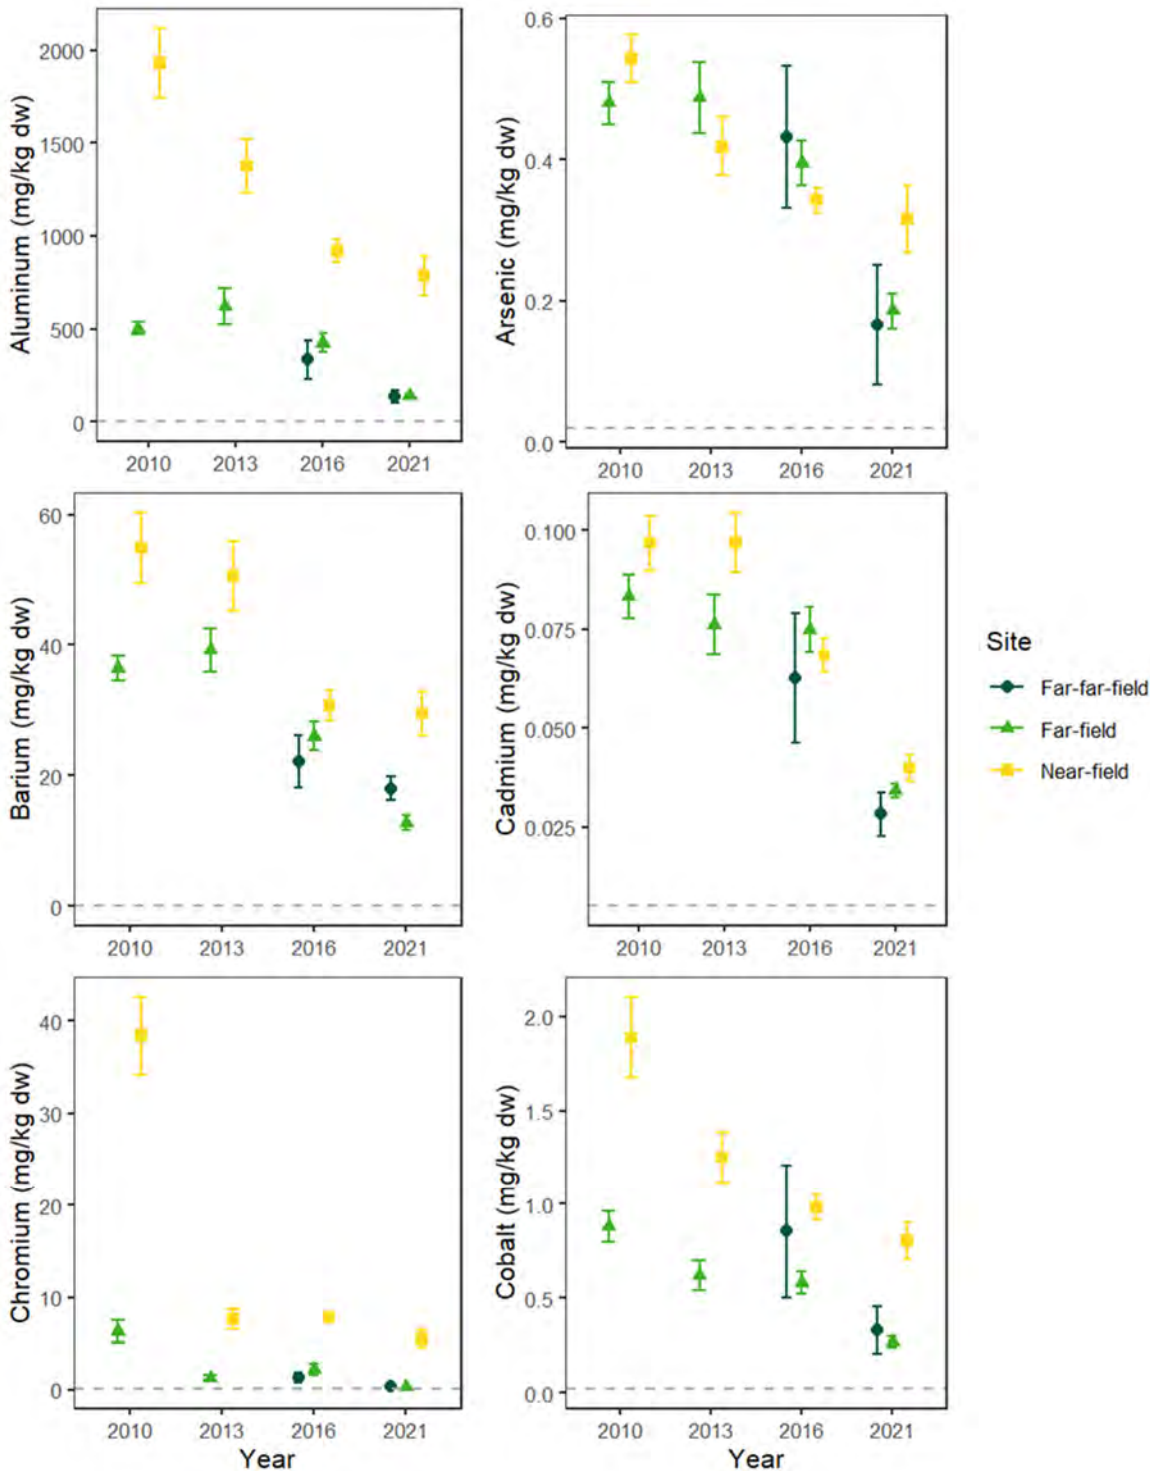 Aluminum (mg/kg dw)
2000
1500
1000
500
0
2010 2013 2016 2021
Arsenic (mg/kg dw)
0.6
0.4
0.2
0.0
2010 2013 2016 2021
Barium (mg/kg dw)
60
40
20
0
2010 2013 2016 2021
Cadmium (mg/kg dw)
0.100
0.075
0.050
0.025
2010 2013 2016 2021
Site
Far-far-field
Far-field
Near-field
Chromium (mg/kg dw)
40
30
20
10
0
2010 2013 2016 2021
Year
Cobalt (mg/kg dw)
2.0
1.5
1.0
0.5
0.0
2010 2013 2016 2021
Year